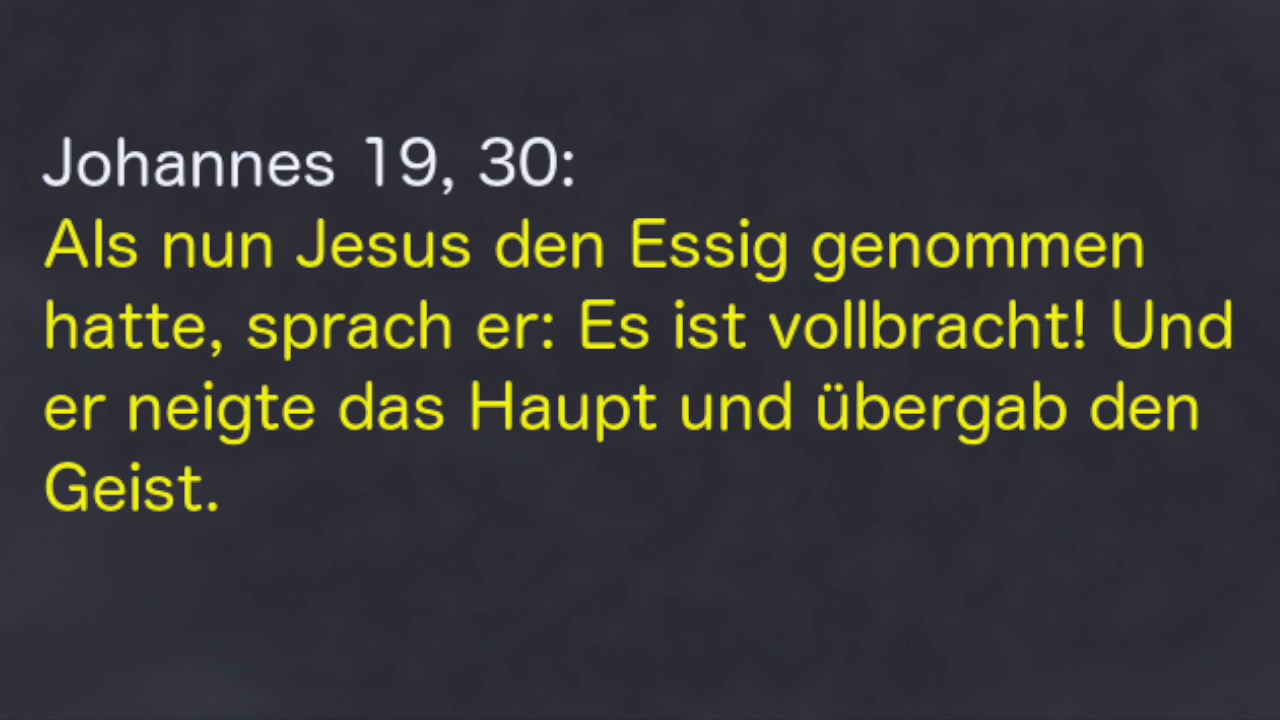 Johannes 19, 30:
Als nun Jesus den Essig genommen
hatte, sprach er: Es ist vollbracht! Und
er neigte das Haupt und übergab den
Geist.